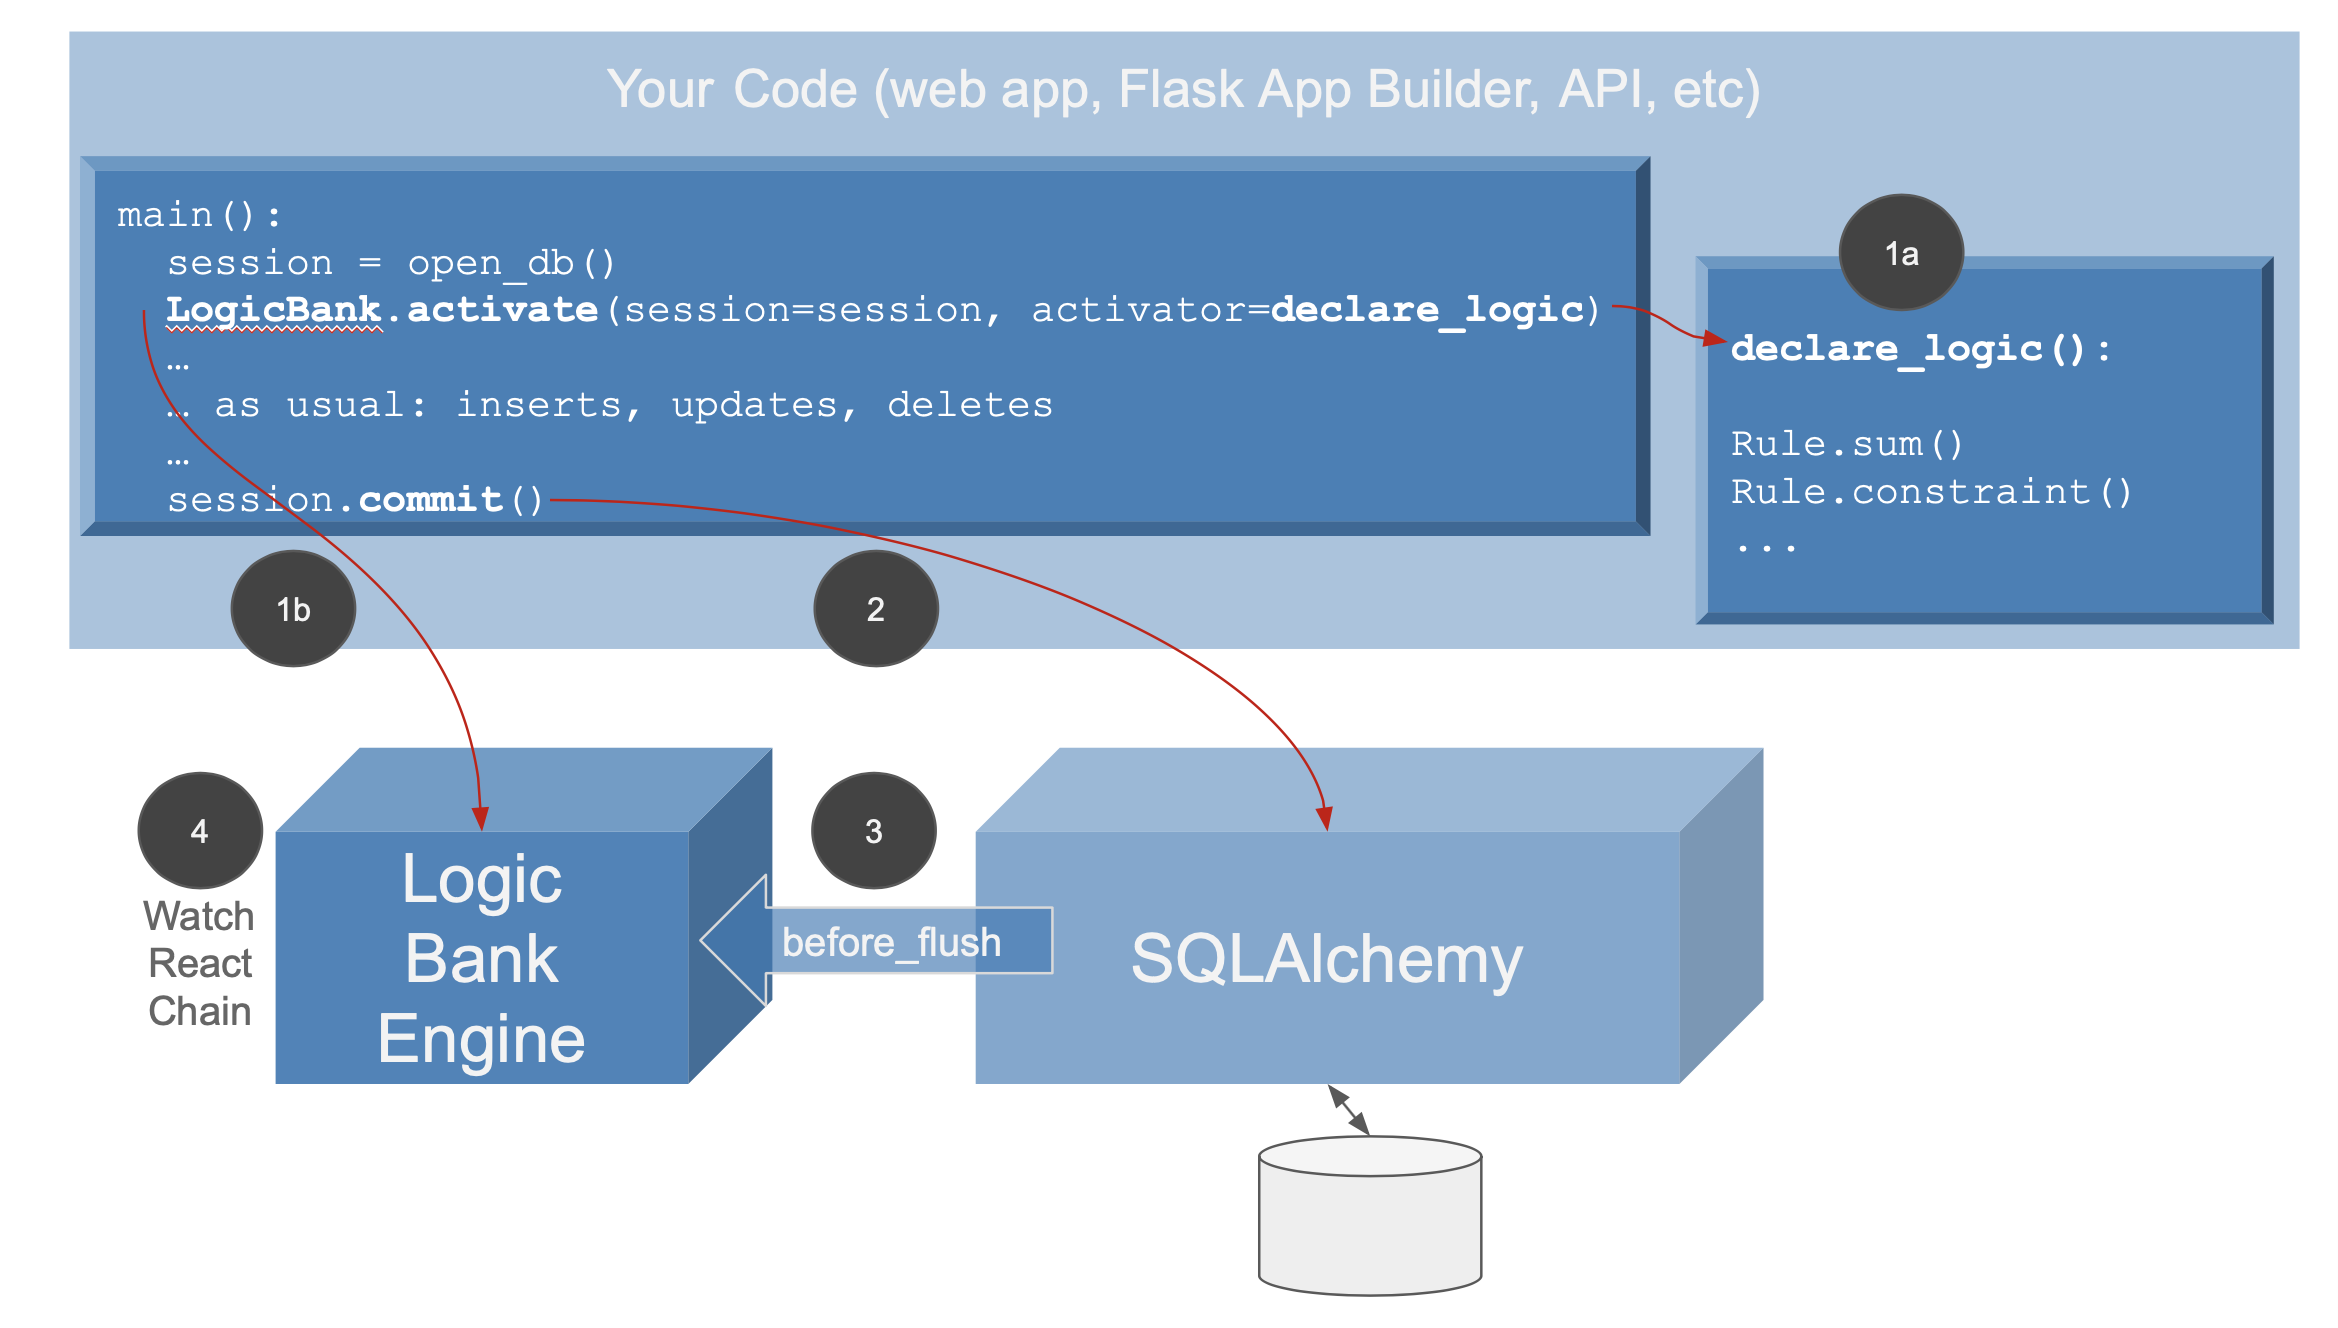 Your Code (web app, Flask App Builder, API, etc)
main():
session = open_db()
LogicBank.activate(session=session, activator=declare_logic)
…
… as usual: inserts, updates, deletes
…
session.commit()
1a
declare_logic():
Rule.sum()
Rule.constraint()
...
1b
2
4
Watch
React
Chain
Logic
Bank
Engine
3
before_flush
SQLAlchemy